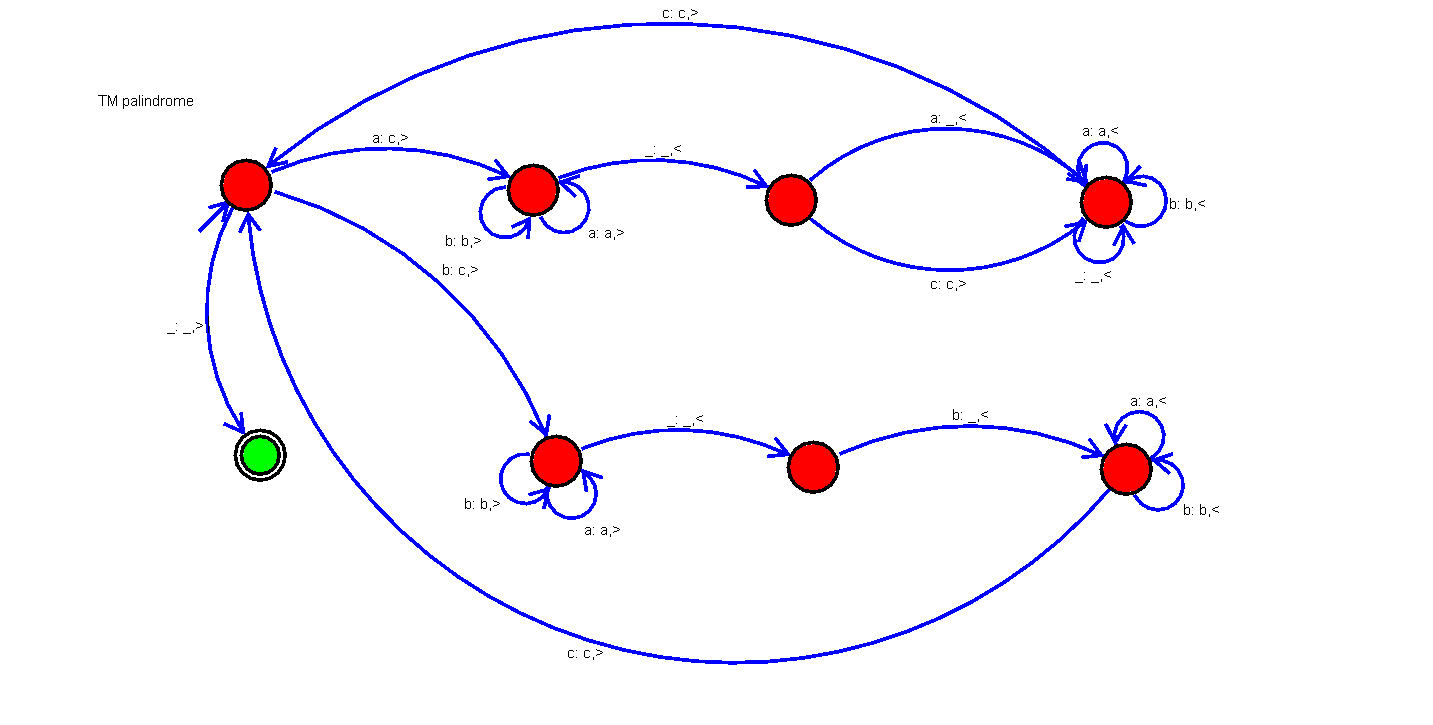 c: c,>
TM palindrome
a: c,>
_: _,<
a: _,<
a: a,<
b: b,<
b: b,>
a: a,>
b: c,>
c: c,>
_: _,<
_: _,>
a: a,<
_: _,<
b: _,<
b: b,>
a: a,>
b: b,<
c: c,>